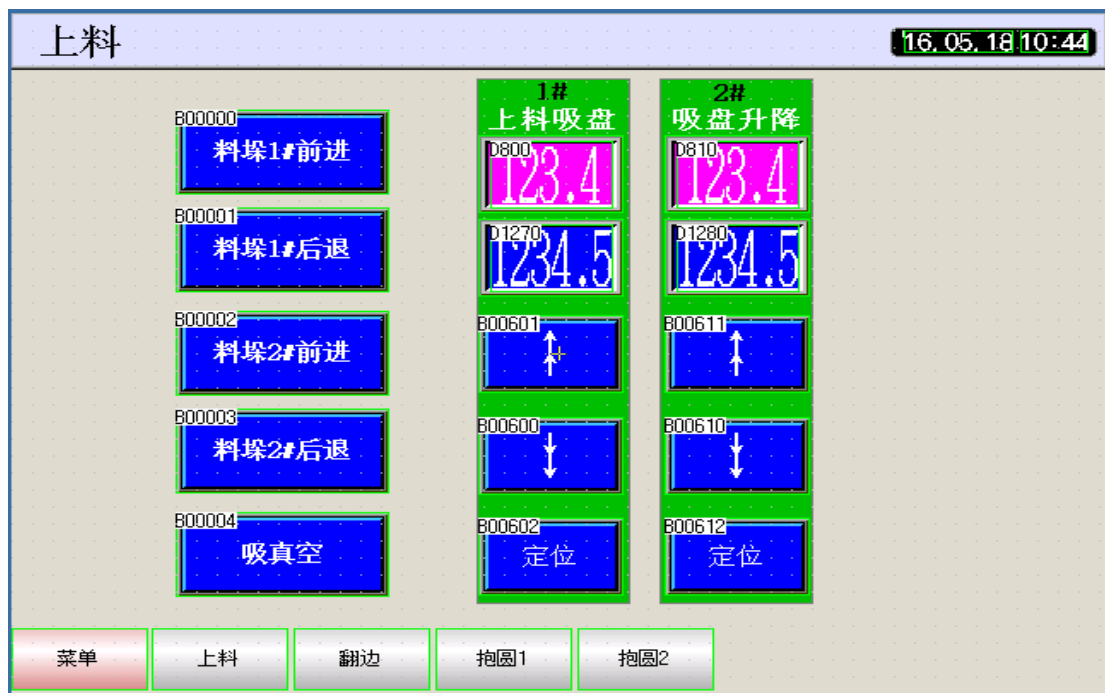 上料
16.05.18 10:44
B00000
料垛1#前进
B00001
料垛1#后退
B00002
料垛2#前进
B00003
料垛2#后退
B00004
吸真空
1#
上料吸盘
D800
123.4
D1270
1234.5
B00601
B00600
B00602
定位
2#
吸盘升降
D810
123.4
D1280
1234.5
B00611
B00610
B00612
定位
菜单 上料 翻边 抱圆1 抱圆2